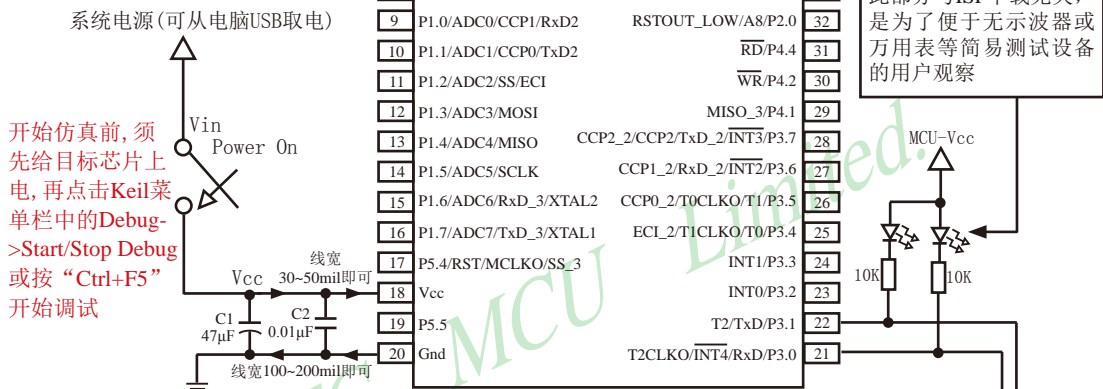 系统电源(可从电脑USB取电)
开始仿真前, 须
先给目标芯片上
电, 再点击Keil菜
单栏中的Debug-
>Start/Stop Debug
或按“Ctrl+F5”
开始调试
Vin
Power On
Vcc
线宽
30~50mil即可
C1
47μF
C2
0.01μF
线宽100~200mil即可
9 P1.0/ADC0/CCP1/RxD2
10 P1.1/ADC1/CCP0/TxD2
11 P1.2/ADC2/SS/ECI
12 P1.3/ADC3/MOSI
13 P1.4/ADC4/MISO
14 P1.5/ADC5/SCLK
15 P1.6/ADC6/RxD_3/XTAL2
16 P1.7/ADC7/TxD_3/XTAL1
17 P5.4/RST/MCLKO/SS_3
18 Vcc
19 P5.5
20 Gnd
RSTOUT_LOW/A8/P2.0 32
RD/P4.4 31
WR/P4.2 30
MISO_3/P4.1 29
CCP2_2/CCP2/TxD_2/INT3/P3.7 28
CCP1_2/RxD_2/INT2/P3.6 27
CCP0_2/T0CLKO/T1/P3.5 26
ECI_2/T1CLKO/T0/P3.4 25
INT1/P3.3 24
INT0/P3.2 23
T2/TxD/P3.1 22
T2CLKO/INT4/RxD/P3.0 21
是为了便于无示波器或
万用表等简易测试设备
的用户观察
MCU-Vcc
10K
10K
MCU Limited.